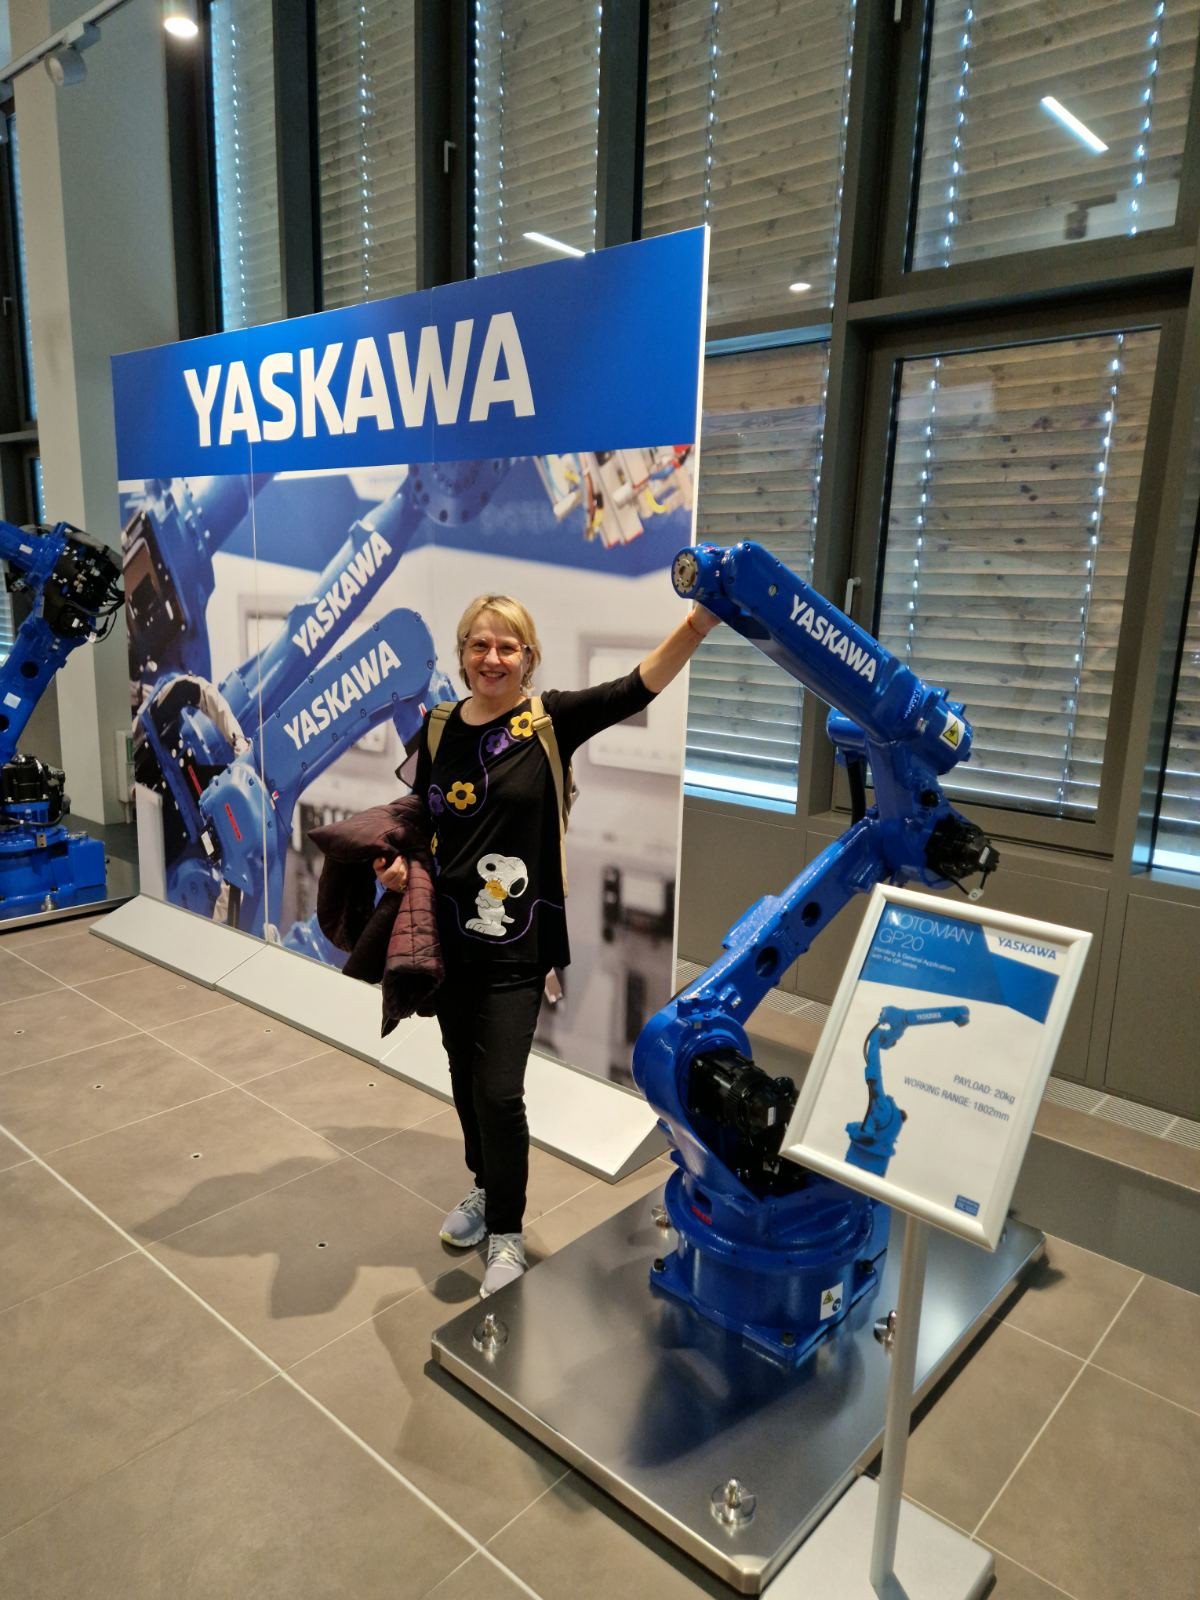 YASKAWA
YASKAWA
YASKAWA
YASKAWA
MOTOMAN
GP20
Handling & General Applications
with the GP-series
YASKAWA
YASKAWA
PAYLOAD: 20kg
WORKING RANGE: 1802mm